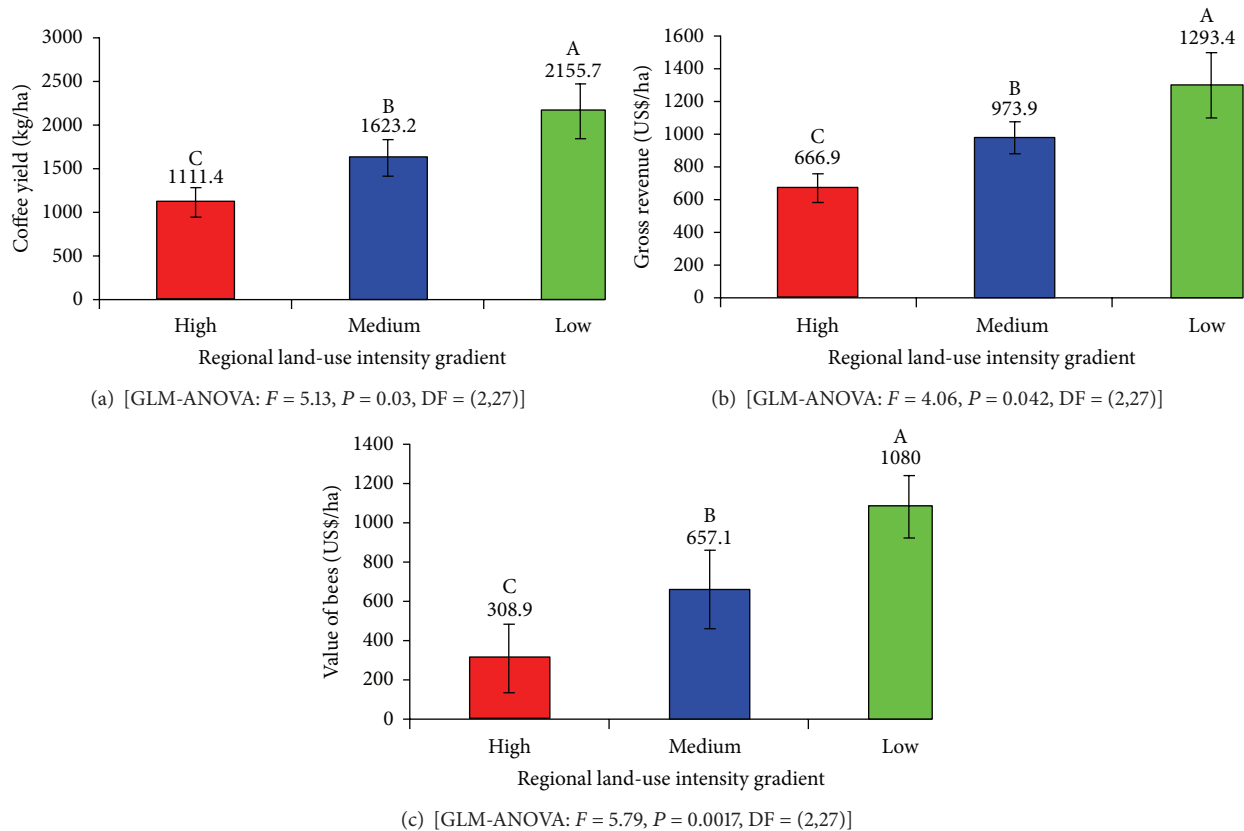 3000
2500
2000
1500
1000
500
0
Coffee yield (kg/ha)
C
1111.4
B
1623.2
A
2155.7
High Medium Low
Regional land-use intensity gradient
(a) [GLM-ANOVA: F = 5.13, P = 0.03, DF = (2,27)]
1600
1400
1200
1000
800
600
400
200
0
Gross revenue (US$/ha)
C
666.9
B
973.9
A
1293.4
High Medium Low
Regional land-use intensity gradient
(b) [GLM-ANOVA: F = 4.06, P = 0.042, DF = (2,27)]
1400
1200
1000
800
600
400
200
0
Value of bees (US$/ha)
C
308.9
B
657.1
A
1080
High Medium Low
Regional land-use intensity gradient
(c) [GLM-ANOVA: F = 5.79, P = 0.0017, DF = (2,27)]